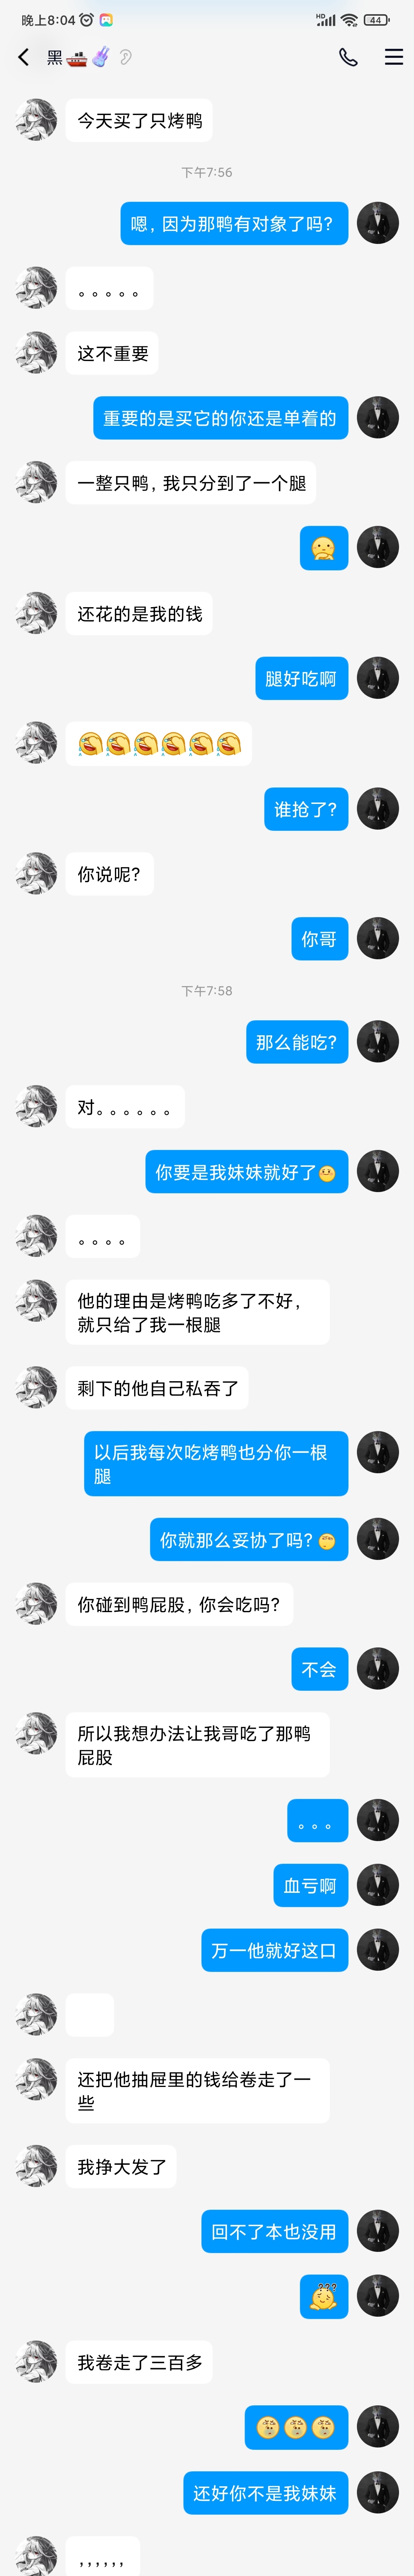 晚上8:04
HD
44
黑
今天买了只烤鸭
下午7:56
嗯，因为那鸭有对象了吗？
。。。。。
这不重要
重要的是买它的你还是单着的
一整只鸭，我只分到了一个腿
还花的是我的钱
腿好吃啊
谁抢了？
你说呢？
你哥
下午7:58
那么能吃？
对。。。。。。
你要是我妹妹就好了
。。。。
他的理由是烤鸭吃多了不好，
就只给了我一根腿
剩下的他自己私吞了
以后我每次吃烤鸭也分你一根
腿
你就那么妥协了吗？
你碰到鸭屁股，你会吃吗？
不会
所以我想办法让我哥吃了那鸭
屁股
。。。
血亏啊
万一他就好这口
还把他抽屉里的钱给卷走了一
些
我挣大发了
回不了本也没用
???
我卷走了三百多
还好你不是我妹妹
，，，，，，